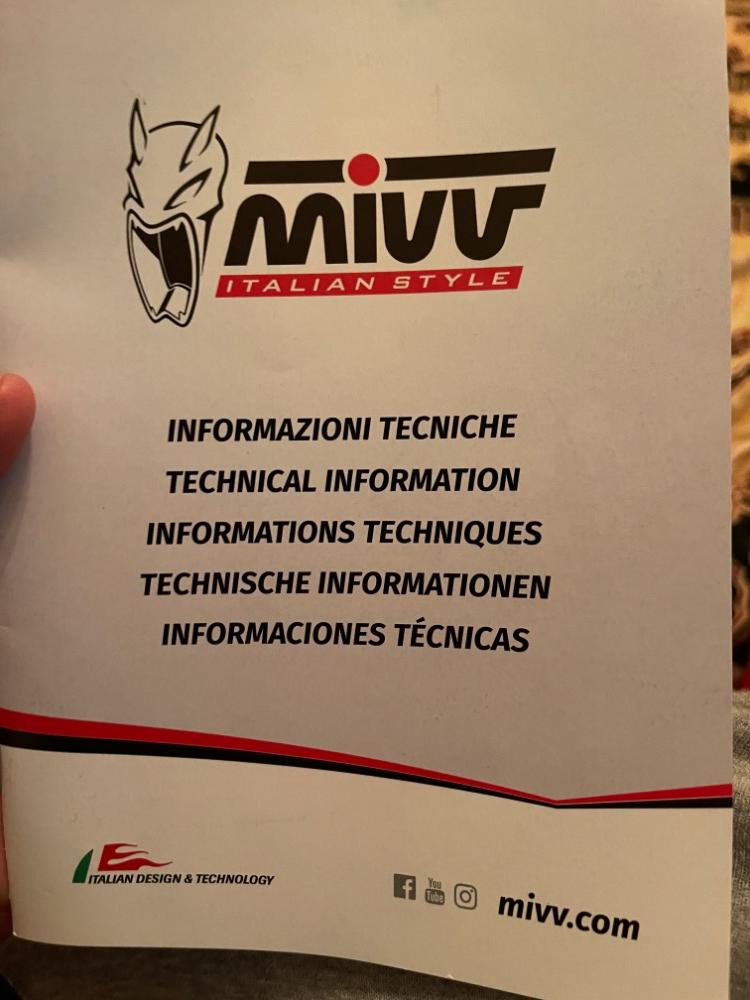 mivv
ITALIAN STYLE
INFORMAZIONI TECNICHE
TECHNICAL INFORMATION
INFORMATIONS TECHNIQUES
TECHNISCHE INFORMATIONEN
INFORMACIONES TÉCNICAS
ITALIAN DESIGN & TECHNOLOGY
f You Tube mivv.com